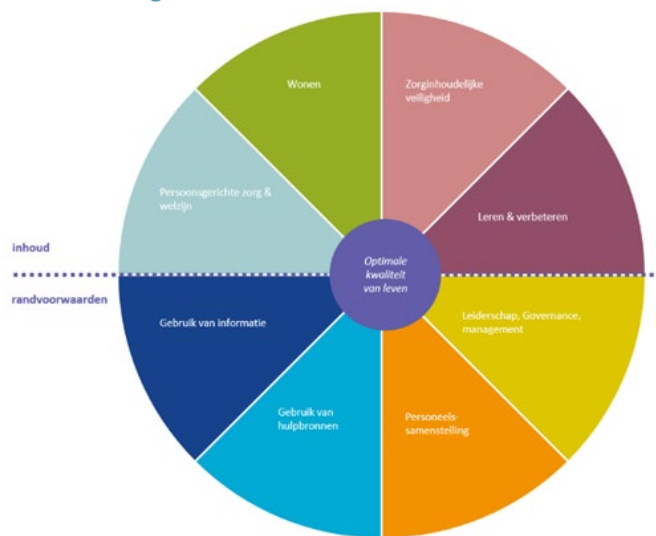 Wonen
Zorginhoudelijke
veiligheid
Persoonsgerichte zorg &
welzijn
Leren & verbeteren
inhoud
Optimale
kwaliteit
van leven
randvoorwaarden
Gebruik van informatie
Leiderschap, Governance,
management
Gebruik van
hulpbronnen
Personeels-
samenstelling